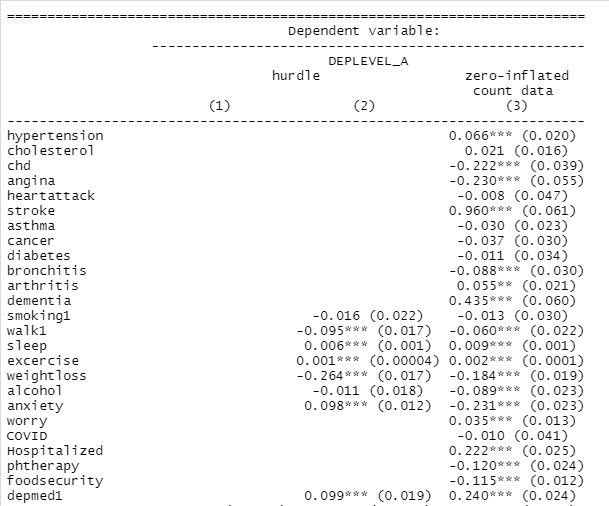 ================================================================
Dependent variable:
---------------------------------------------
DEPLEVEL_A
hurdle zero-inflated
count data
(1) (2) (3)
----------------------------------------------------------------
hypertension 0.066*** (0.020)
cholesterol 0.021 (0.016)
chd -0.222*** (0.039)
angina -0.230*** (0.055)
heartattack -0.008 (0.047)
stroke 0.960*** (0.061)
asthma -0.030 (0.023)
cancer -0.037 (0.030)
diabetes -0.011 (0.034)
bronchitis -0.088*** (0.030)
arthritis 0.055** (0.021)
dementia 0.435*** (0.060)
smoking1 -0.016 (0.022) -0.013 (0.030)
walk1 -0.095*** (0.017) -0.060*** (0.022)
sleep 0.006*** (0.001) 0.009*** (0.001)
excercise 0.001*** (0.00004) 0.002*** (0.0001)
weightloss -0.264*** (0.017) -0.184*** (0.019)
alcohol -0.011 (0.018) -0.089*** (0.023)
anxiety 0.098*** (0.012) -0.231*** (0.023)
worry 0.035*** (0.013)
COVID -0.010 (0.041)
Hospitalized 0.222*** (0.025)
phtherapy -0.120*** (0.024)
foodsecurity -0.115*** (0.012)
depmed1 0.099*** (0.019) 0.240*** (0.024)